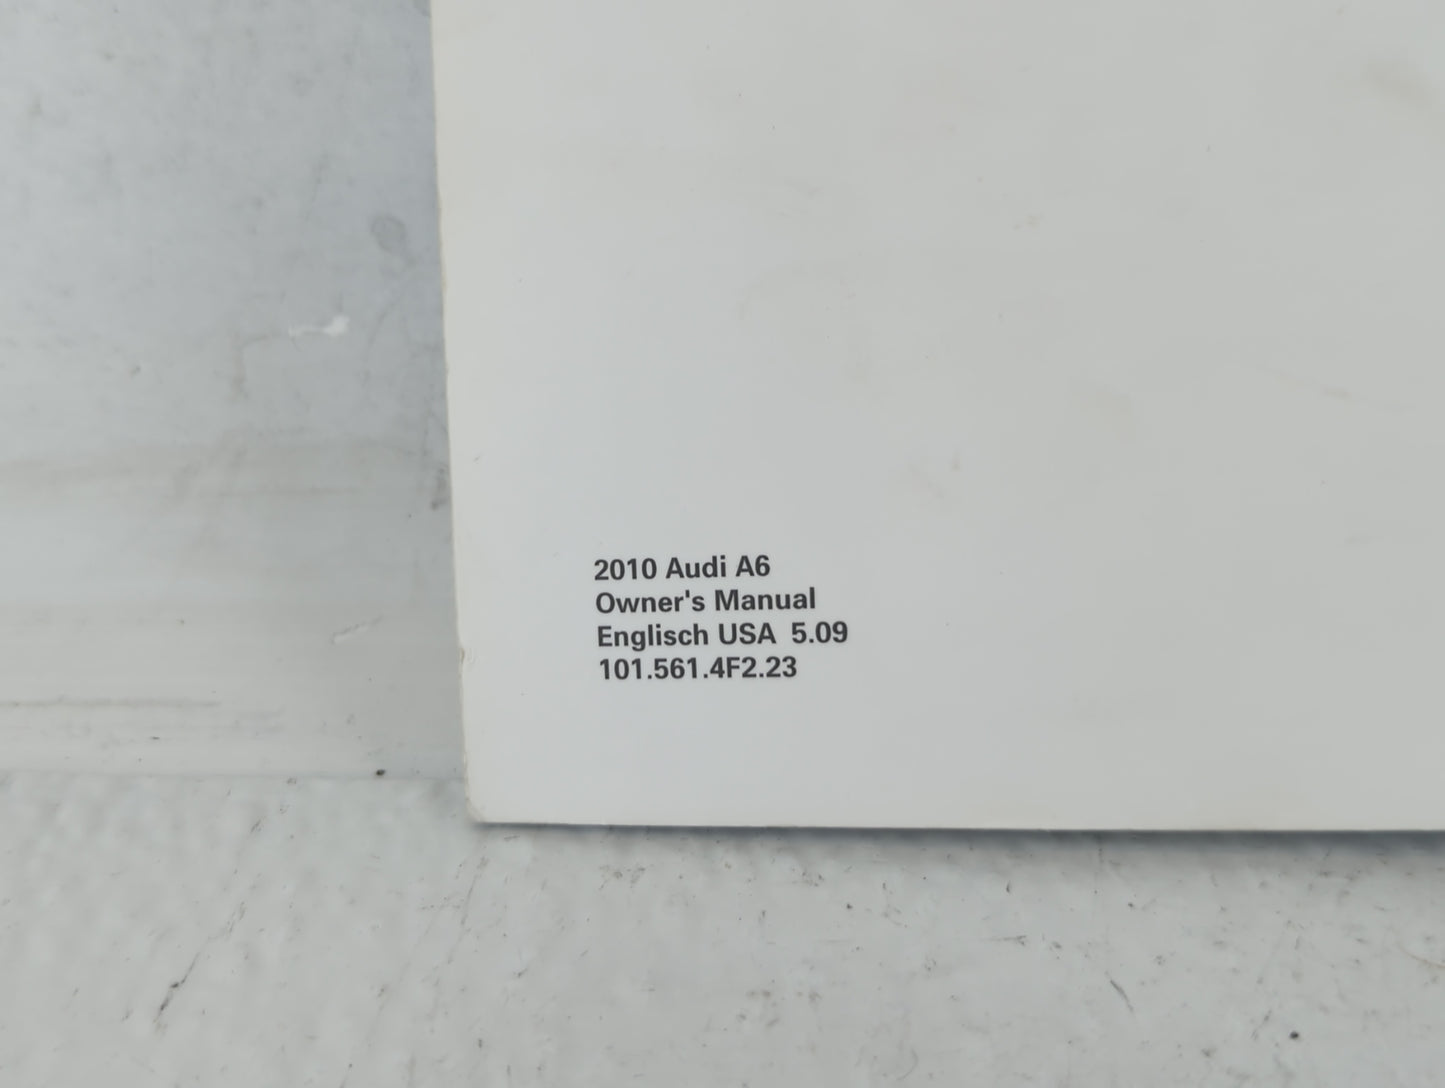 2010 Audi A6
Owner's Manual
Englisch USA  5.09
101.561.4F2.23